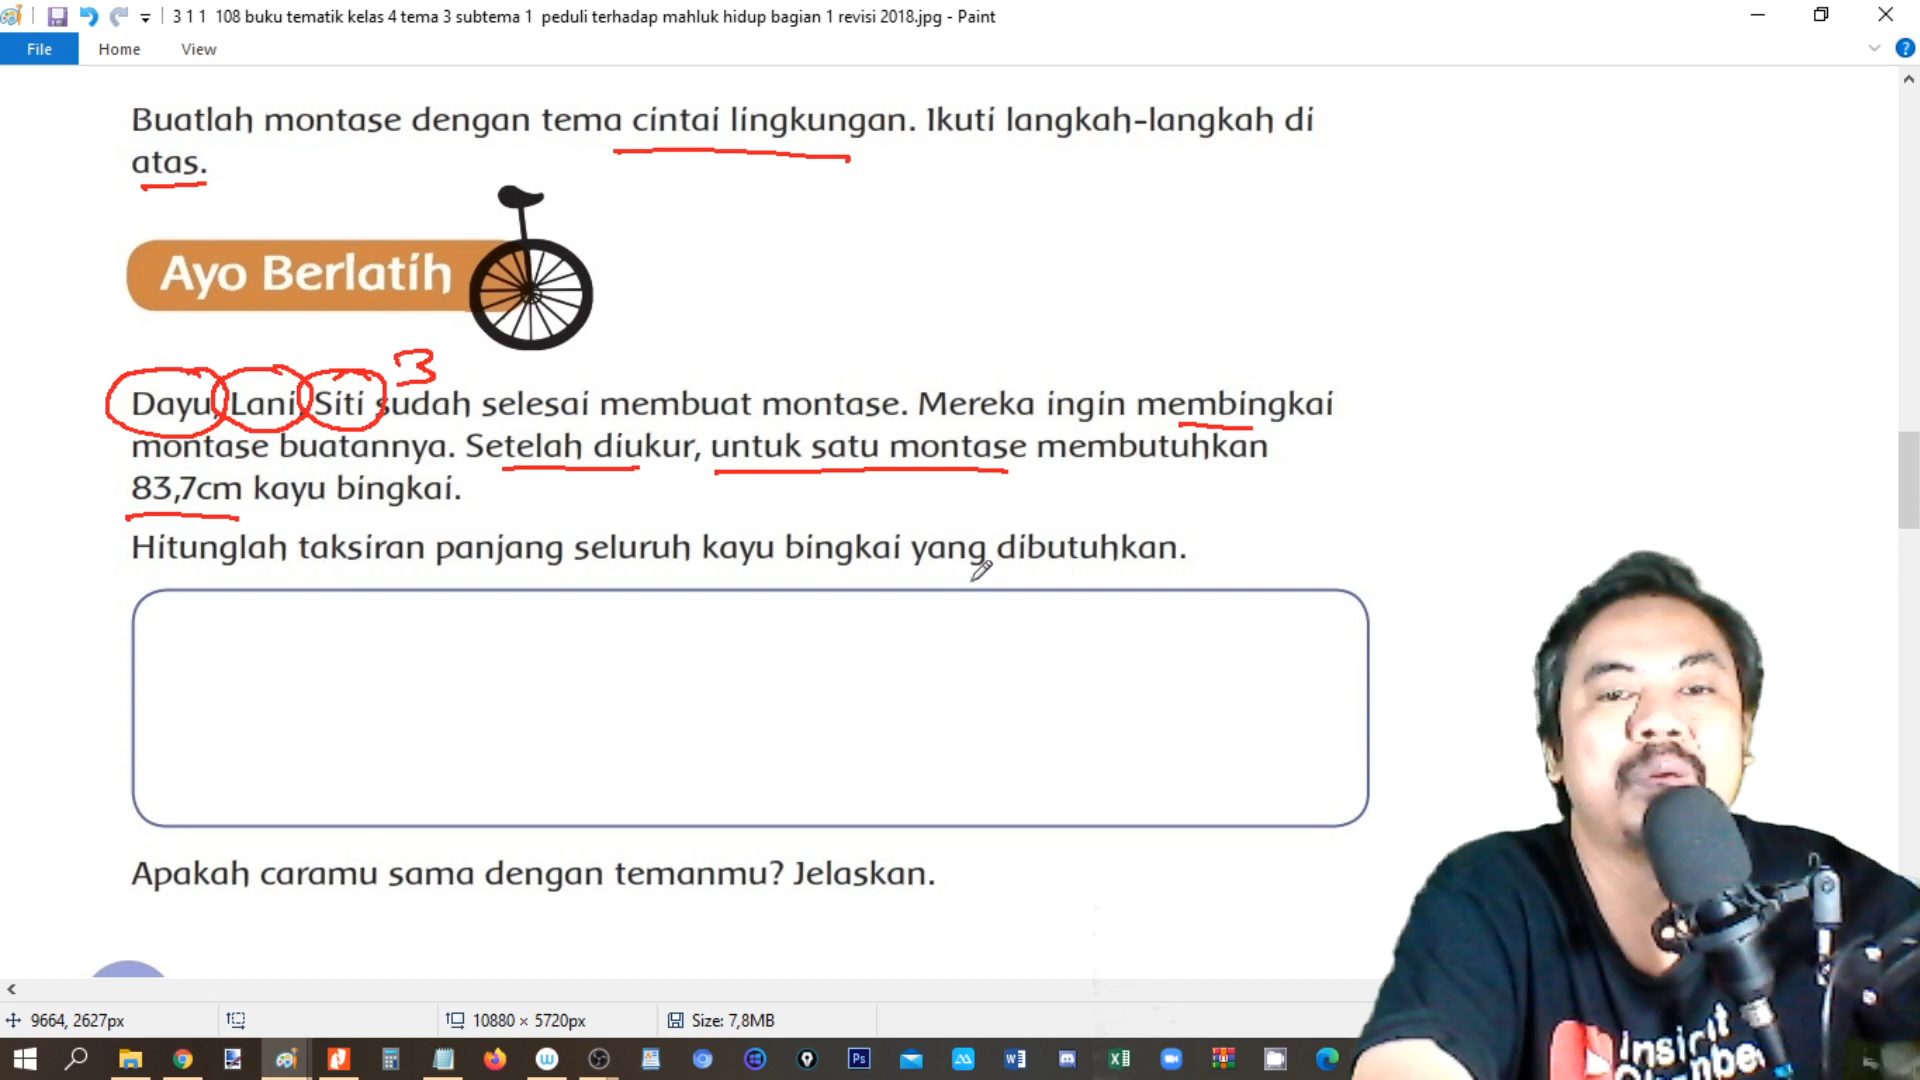 3 1 1 108 buku tematik kelas 4 tema 3 subtema 1 peduli terhadap mahluk hidup bagian 1 revisi 2018.jpg - Paint
File Home View
Buatlah montase dengan tema cintai lingkungan. Ikuti langkah-langkah di
atas.
Ayo Berlatih
3
Dayu, Lani, Siti sudah selesai membuat montase. Mereka ingin membingkai
montase buatannya. Setelah diukur, untuk satu montase membutuhkan
83,7cm kayu bingkai.
Hitunglah taksiran panjang seluruh kayu bingkai yang dibutuhkan.
Apakah caramu sama dengan temanmu? Jelaskan.
9664, 2627px 10880 × 5720px Size: 7,8MB
Ps